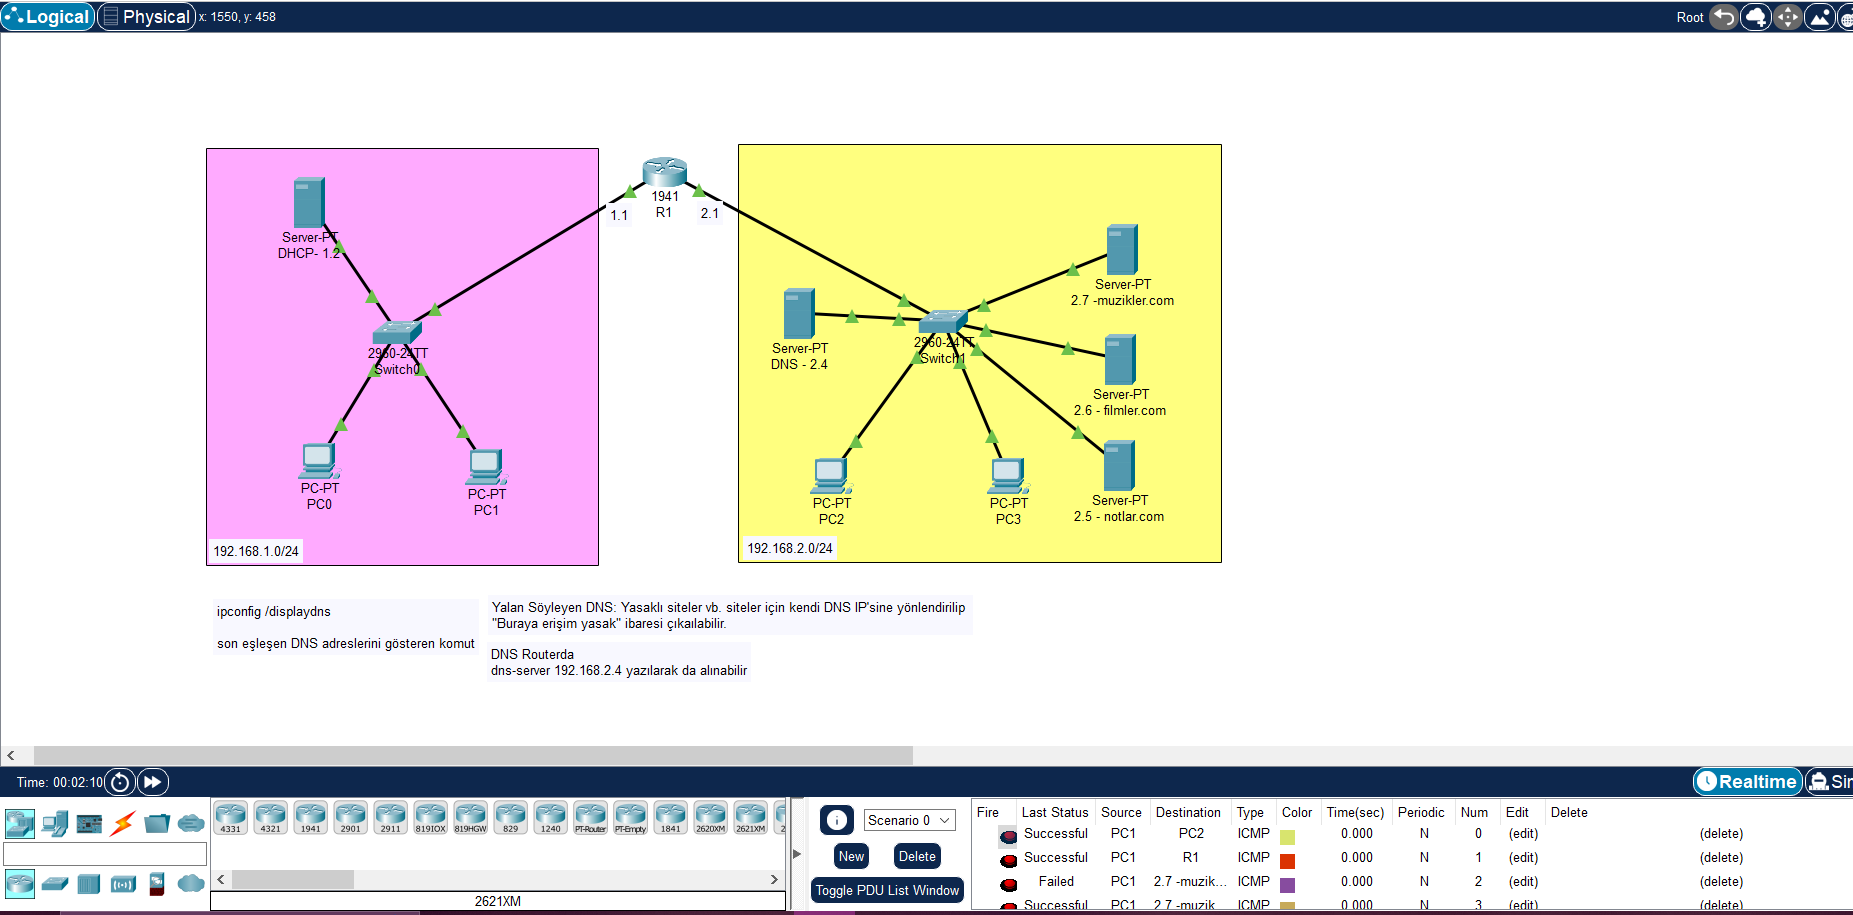 Logical Physical x: 1550, y: 458 Root
1941
R1
1.1 2.1
Server-PT
DHCP- 1.2
2960-24TT
Switch0
PC-PT
PC0
PC-PT
PC1
192.168.1.0/24
Server-PT
DNS - 2.4
2960-24TT
Switch1
Server-PT
2.7 -muzikler.com
Server-PT
2.6 - filmler.com
Server-PT
2.5 - notlar.com
PC-PT
PC2
PC-PT
PC3
192.168.2.0/24
ipconfig /displaydns
son eşleşen DNS adreslerini gösteren komut
Yalan Söyleyen DNS: Yasaklı siteler vb. siteler için kendi DNS IP'sine yönlendirilip
"Buraya erişim yasak" ibaresi çıkaılabilir.
DNS Routerda
dns-server 192.168.2.4 yazılarak da alınabilir
Time: 00:02:10 Realtime Sir
4331 4321 1941 2901 2911 819IOX 819HGW 829 1240 PT-Router PT-Empty 1841 2620XM 2621XM 2
2621XM
Scenario 0
New Delete
Toggle PDU List Window
Fire Last Status Source Destination Type Color Time(sec) Periodic Num Edit Delete
Successful PC1 PC2 ICMP 0.000 N 0 (edit) (delete)
Successful PC1 R1 ICMP 0.000 N 1 (edit) (delete)
Failed PC1 2.7 -muzik... ICMP 0.000 N 2 (edit) (delete)
Successful PC1 2.7 -muzik ICMP 0.000 N 3 (edit) (delete)